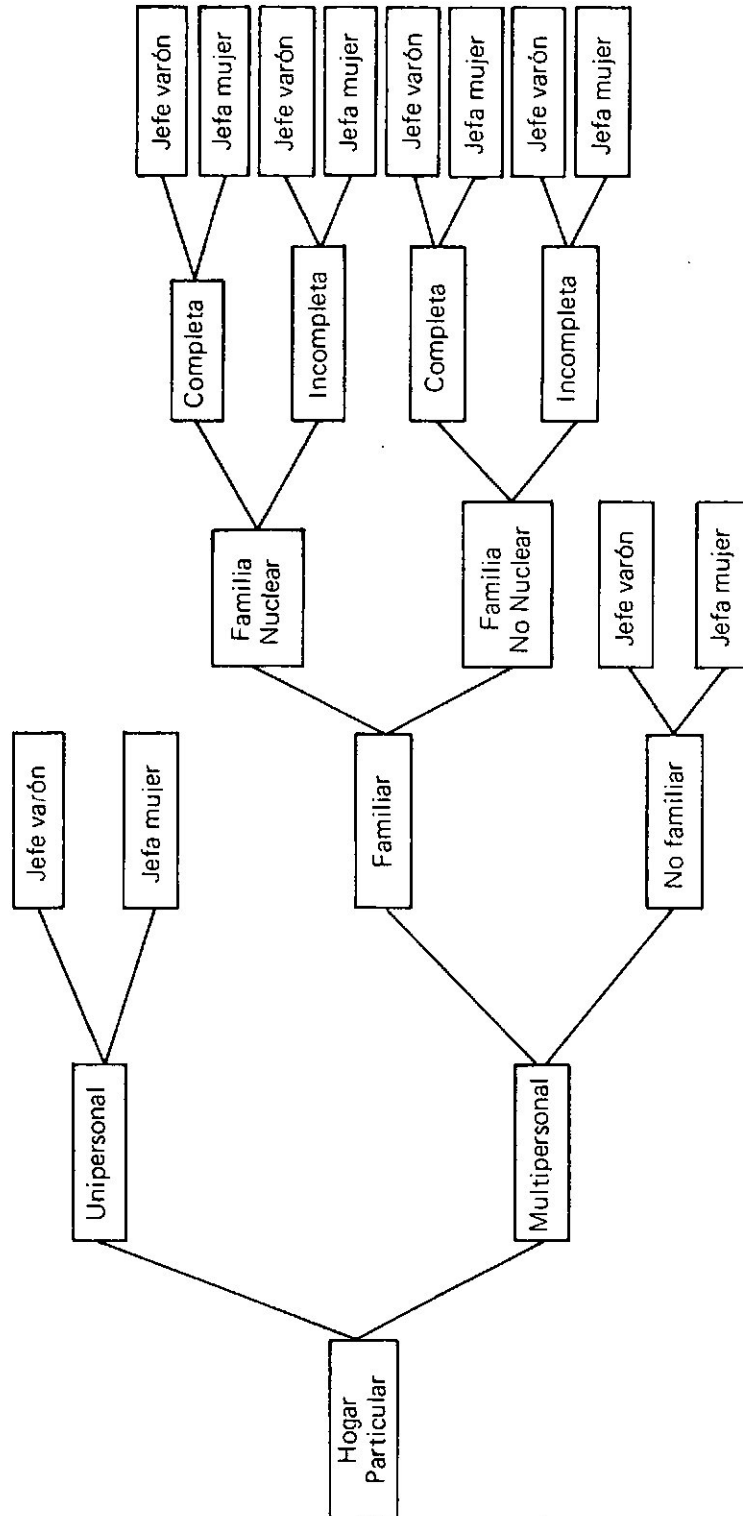 Hogar
Particular
Unipersonal
Jefe varón
Jefa mujer
Multipersonal
Familiar
Familia
Nuclear
Completa
Jefe varón
Jefa mujer
Incompleta
Jefe varón
Jefa mujer
Familia
No Nuclear
Completa
Jefe varón
Jefa mujer
Incompleta
Jefe varón
Jefa mujer
No familiar
Jefe varón
Jefa mujer